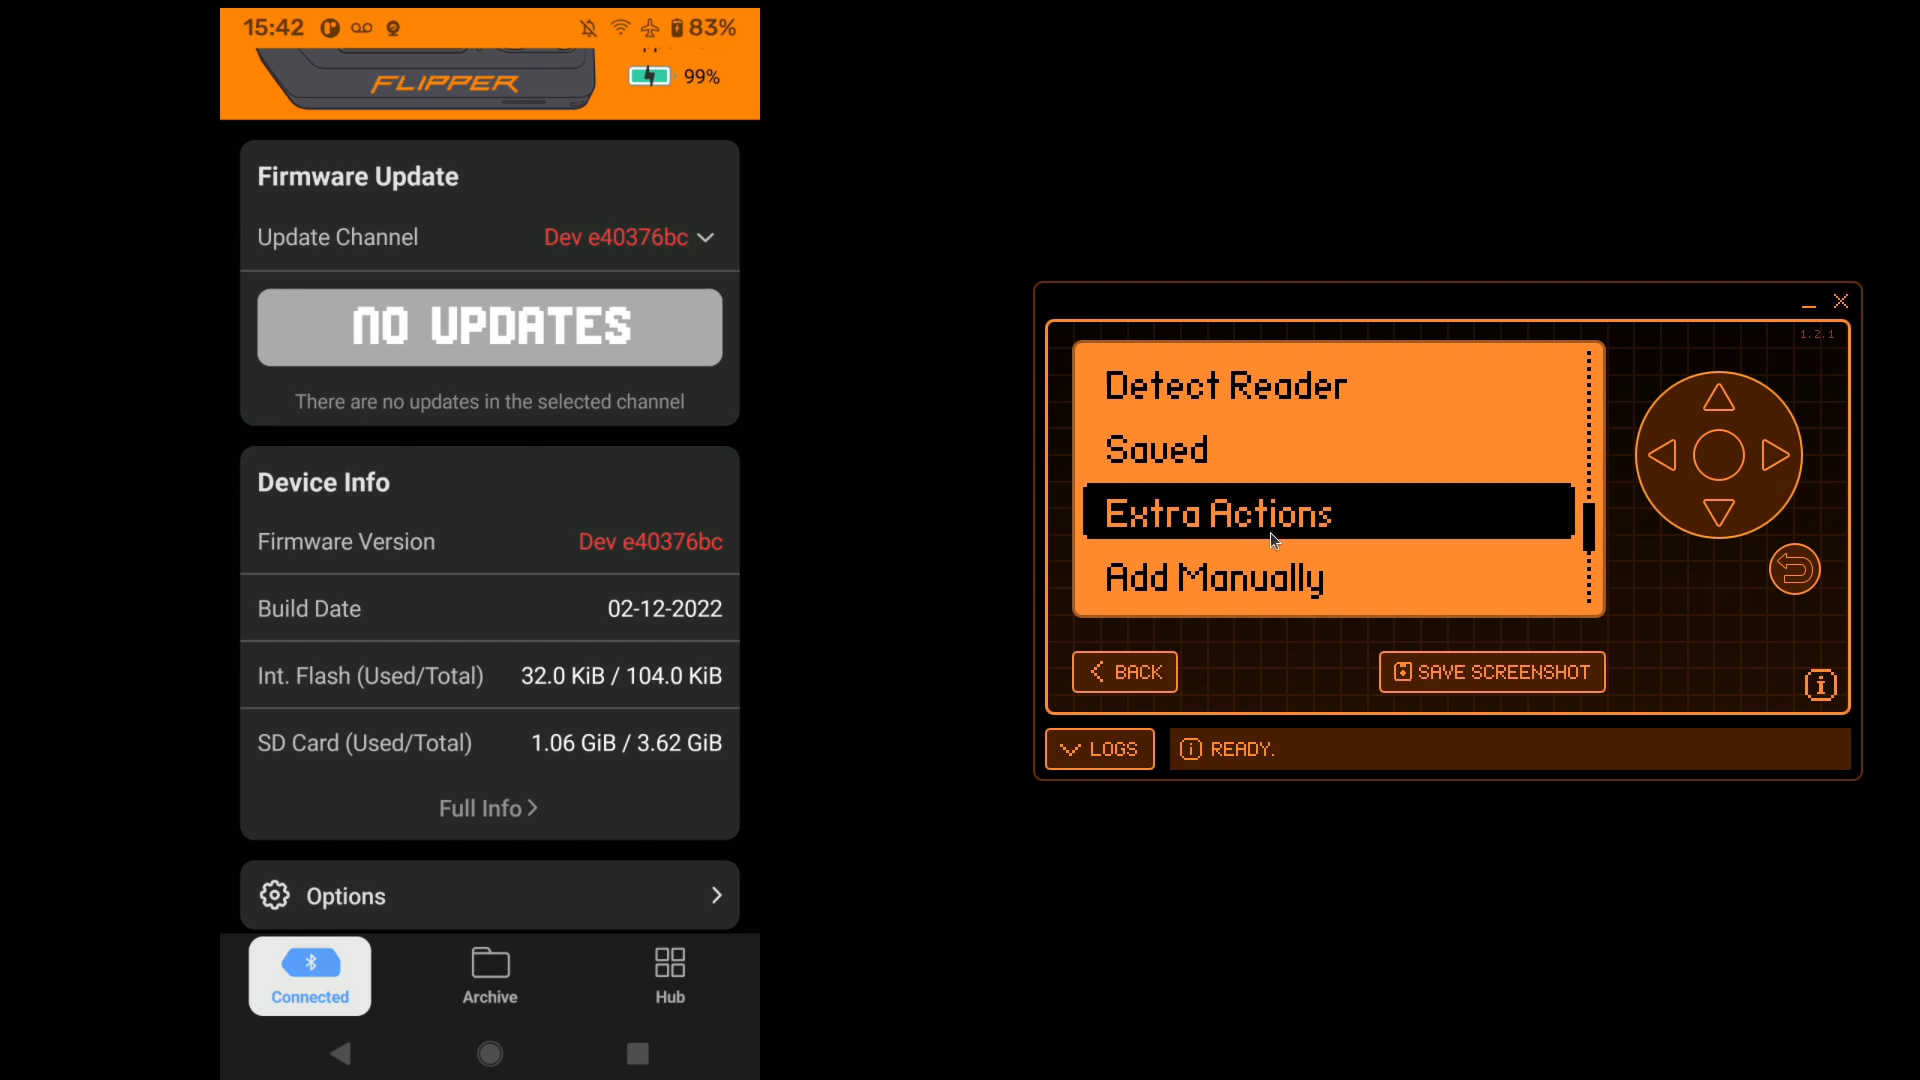 15:42
83%
FLIPPER
99%
Firmware Update
Update Channel Dev e40376bc
NO UPDATES
There are no updates in the selected channel
Device Info
Firmware Version Dev e40376bc
Build Date 02-12-2022
Int. Flash (Used/Total) 32.0 KiB / 104.0 KiB
SD Card (Used/Total) 1.06 GiB / 3.62 GiB
Full Info
Options
Connected
Archive
Hub
1.2.1
Detect Reader
Saved
Extra Actions
Add Manually
BACK
SAVE SCREENSHOT
LOGS
READY.